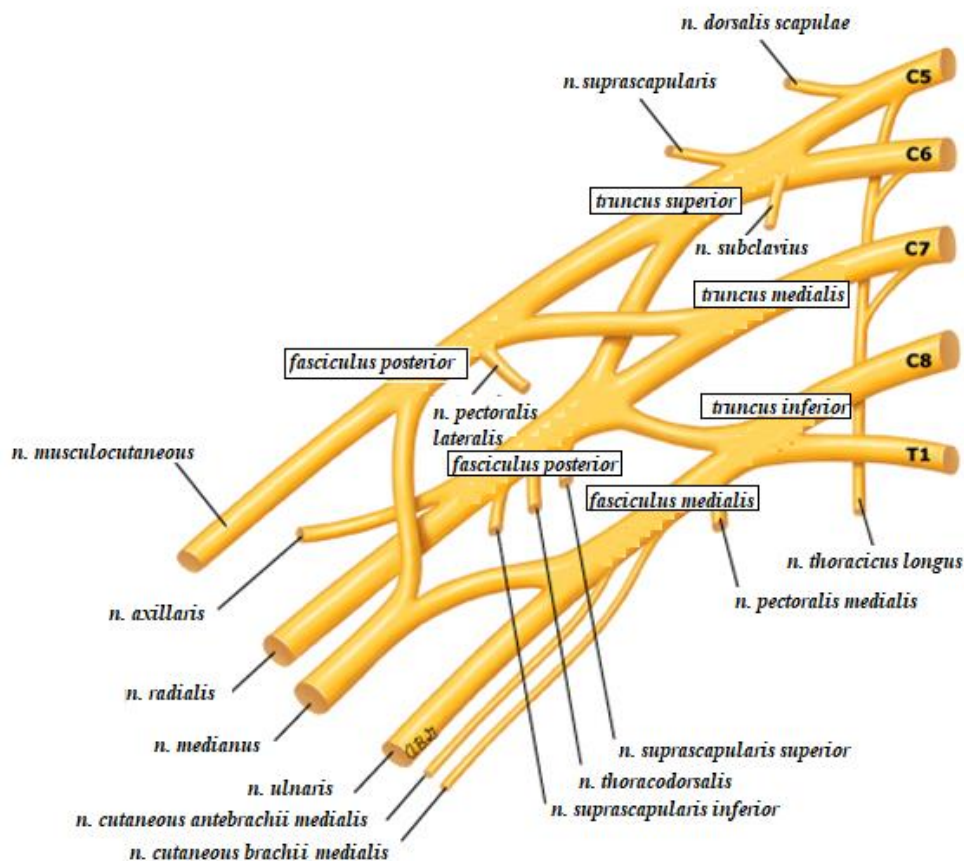 n. dorsalis scapulae
n. suprascapularis
C5
C6
truncus superior
n. subclavius
C7
truncus medialis
C8
fasciculus posterior
n. pectoralis
lateralis
truncus inferior
n. musculocutaneous
fasciculus posterior
T1
fasciculus medialis
n. thoracicus longus
n. axillaris
n. pectoralis medialis
n. radialis
n. medianus
n. suprascapularis superior
n. ulnaris
n. thoracodorsalis
n. cutaneous antebrachii medialis
n. suprascapularis inferior
n. cutaneous brachii medialis